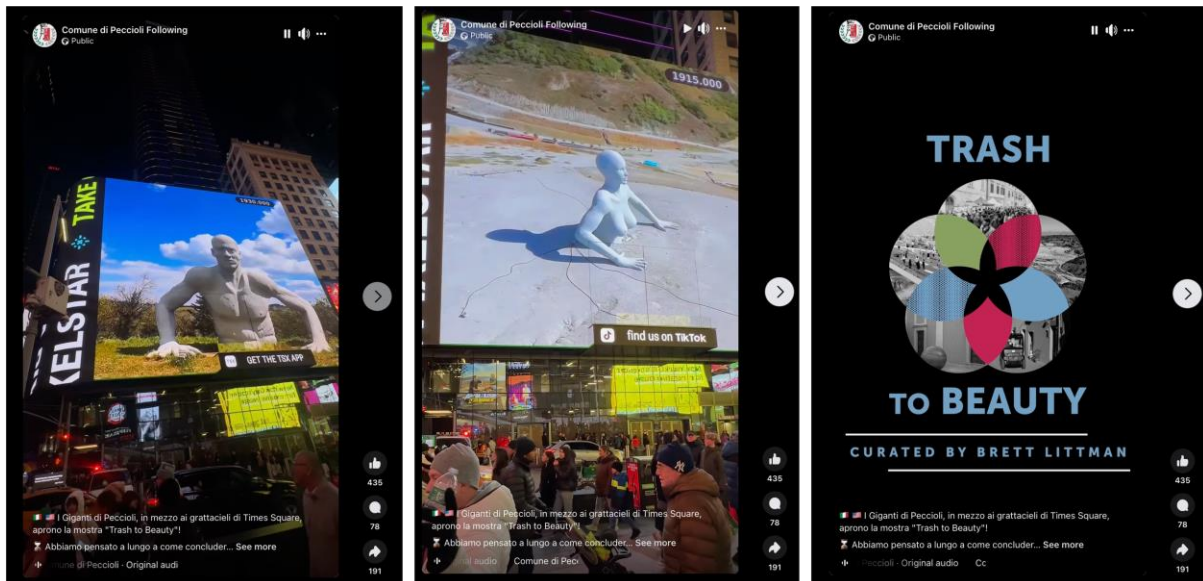 Comune di Peccioli Following
Public
1930.000
TAKE
KELSTAR
GET THE TSX APP
435
78
191
🇮🇹 🇺🇸 I Giganti di Peccioli, in mezzo ai grattacieli di Times Square,
aprono la mostra "Trash to Beauty"!
⏳ Abbiamo pensato a lungo a come concluder... See more
mune di Peccioli · Original audi
Comune di Peccioli Following
Public
1915.000
find us on TikTok
435
78
191
🇮🇹 🇺🇸 I Giganti di Peccioli, in mezzo ai grattacieli di Times Square,
aprono la mostra "Trash to Beauty"!
⏳ Abbiamo pensato a lungo a come concluder... See more
nal audio Comune di Pec
Comune di Peccioli Following
Public
TRASH
TO BEAUTY
CURATED BY BRETT LITTMAN
435
78
191
🇮🇹 🇺🇸 I Giganti di Peccioli, in mezzo ai grattacieli di Times Square,
aprono la mostra "Trash to Beauty"!
⏳ Abbiamo pensato a lungo a come concluder... See more
Peccioli · Original audio Co